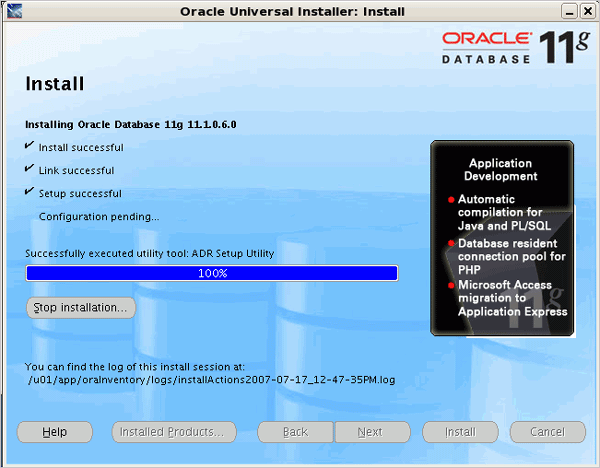 Oracle Universal Installer: Install
ORACLE
DATABASE 11g
Install
Installing Oracle Database 11g 11.1.0.6.0
Install successful
Link successful
Setup successful
Configuration pending...
Successfully executed utility tool: ADR Setup Utility
100%
Stop installation...
Application
Development
Automatic
compilation for
Java and PL/SQL
Database resident
connection pool for
PHP
Microsoft Access
migration to
Application Express
11g
You can find the log of this install session at:
/u01/app/oraInventory/logs/installActions2007-07-17_12-47-35PM.log
Help
Installed Products...
Back
Next
Install
Cancel